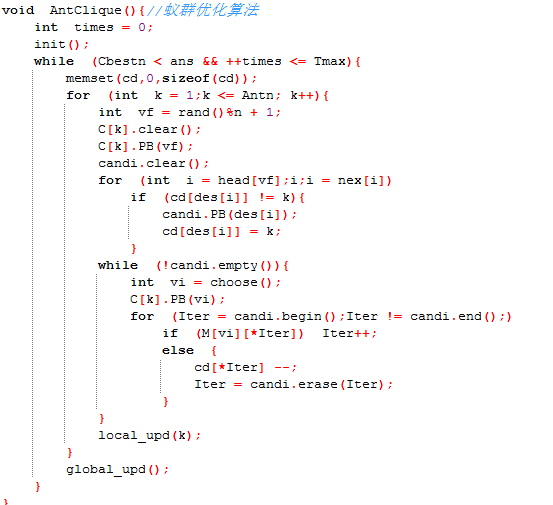 void AntClique(){//蚁群优化算法
    int times = 0;
    init();
    while (Cbestn < ans && ++times <= Tmax){
        memset(cd,0,sizeof(cd));
        for (int k = 1;k <= Antn; k++){
            int vf = rand()%n + 1;
            C[k].clear();
            C[k].PB(vf);
            candi.clear();
            for (int i = head[vf];i;i = nex[i])
                if (cd[des[i]] != k){
                    candi.PB(des[i]);
                    cd[des[i]] = k;
                }
            while (!candi.empty()){
                int vi = choose();
                C[k].PB(vi);
                for (Iter = candi.begin();Iter != candi.end();)
                    if (M[vi][*Iter]) Iter++;
                    else {
                        cd[*Iter] --;
                        Iter = candi.erase(Iter);
                    }
            }
            local_upd(k);
        }
        global_upd();
    }
}